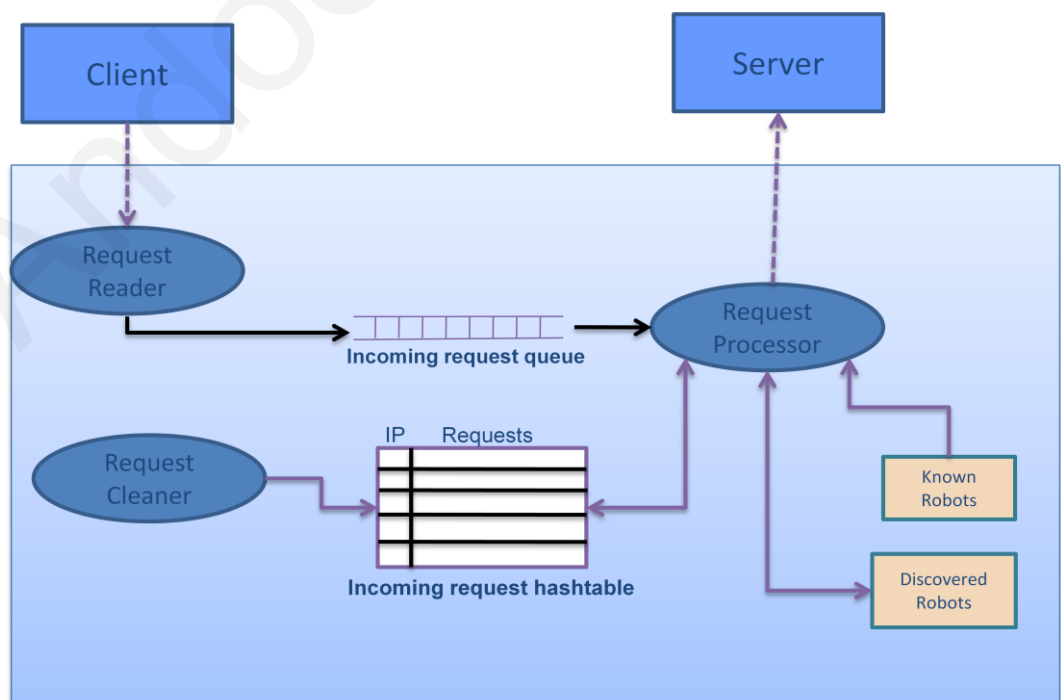 Client
Server
Request
Reader
Request
Processor
Incoming request queue
IP Requests
Request
Cleaner
Known
Robots
Incoming request hashtable
Discovered
Robots